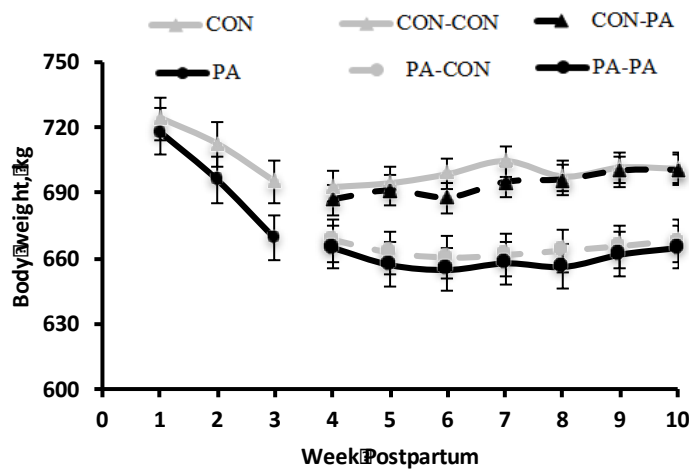 CON CON-CON CON-PA
PA PA-CON PA-PA
750
720
690
660
630
600
Body weight, kg
0 1 2 3 4 5 6 7 8 9 10
Week Postpartum